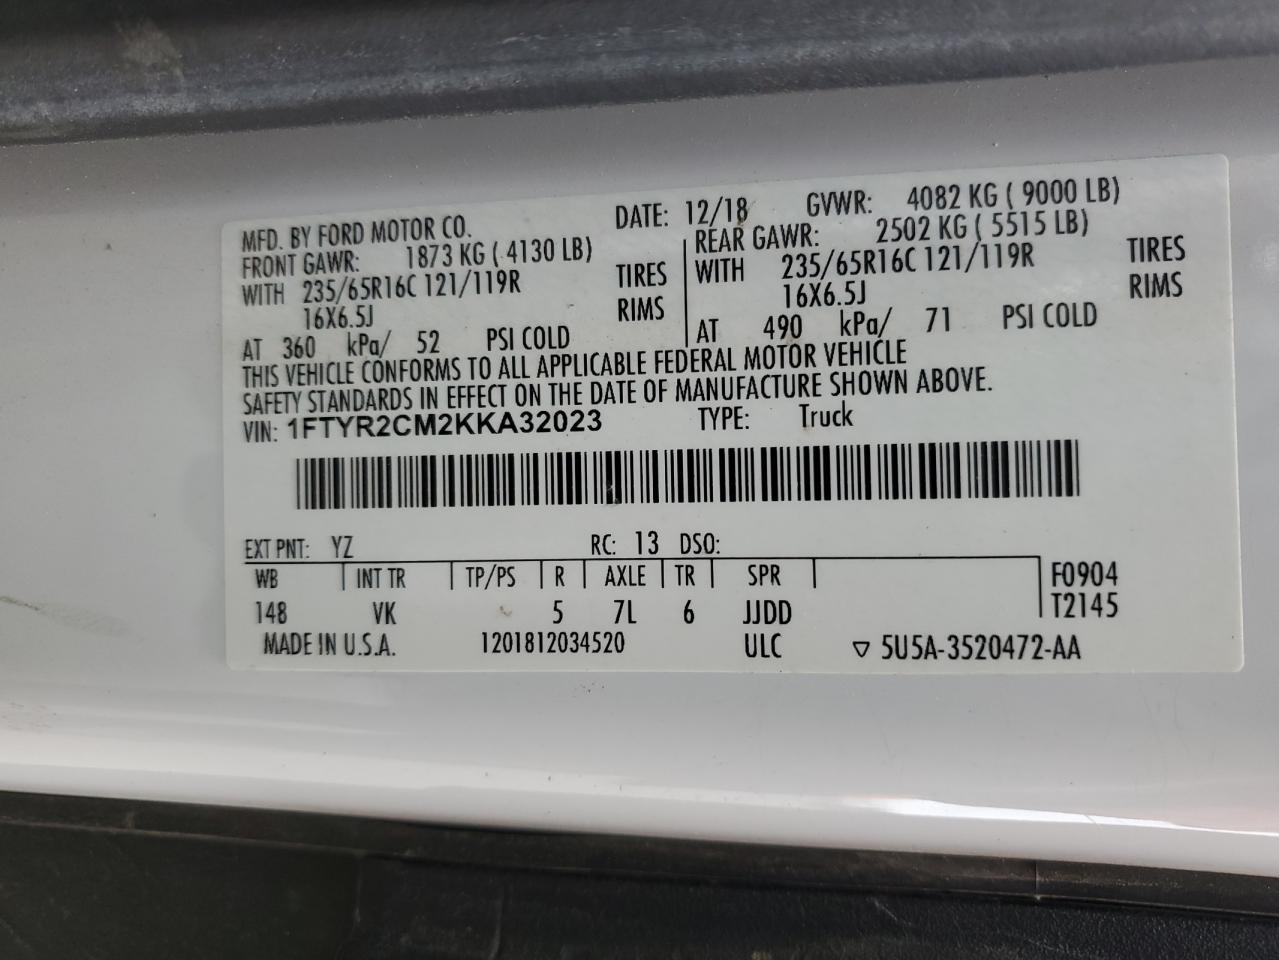 MFD. BY FORD MOTOR CO. DATE: 12/18 GVWR: 4082 KG ( 9000 LB)
FRONT GAWR: 1873 KG ( 4130 LB) REAR GAWR: 2502 KG ( 5515 LB)
WITH 235/65R16C 121/119R TIRES WITH 235/65R16C 121/119R TIRES
16X6.5J RIMS 16X6.5J RIMS
AT 360 kPa/ 52 PSI COLD AT 490 kPa/ 71 PSI COLD
THIS VEHICLE CONFORMS TO ALL APPLICABLE FEDERAL MOTOR VEHICLE
SAFETY STANDARDS IN EFFECT ON THE DATE OF MANUFACTURE SHOWN ABOVE.
VIN: 1FTYR2CM2KKA32023 TYPE: Truck
EXT PNT: YZ RC: 13 DSO:
WB INT TR TP/PS R AXLE TR SPR F0904
148 VK 5 7L 6 JJDD T2145
MADE IN U.S.A. 1201812034520 ULC ▽ 5U5A-3520472-AA